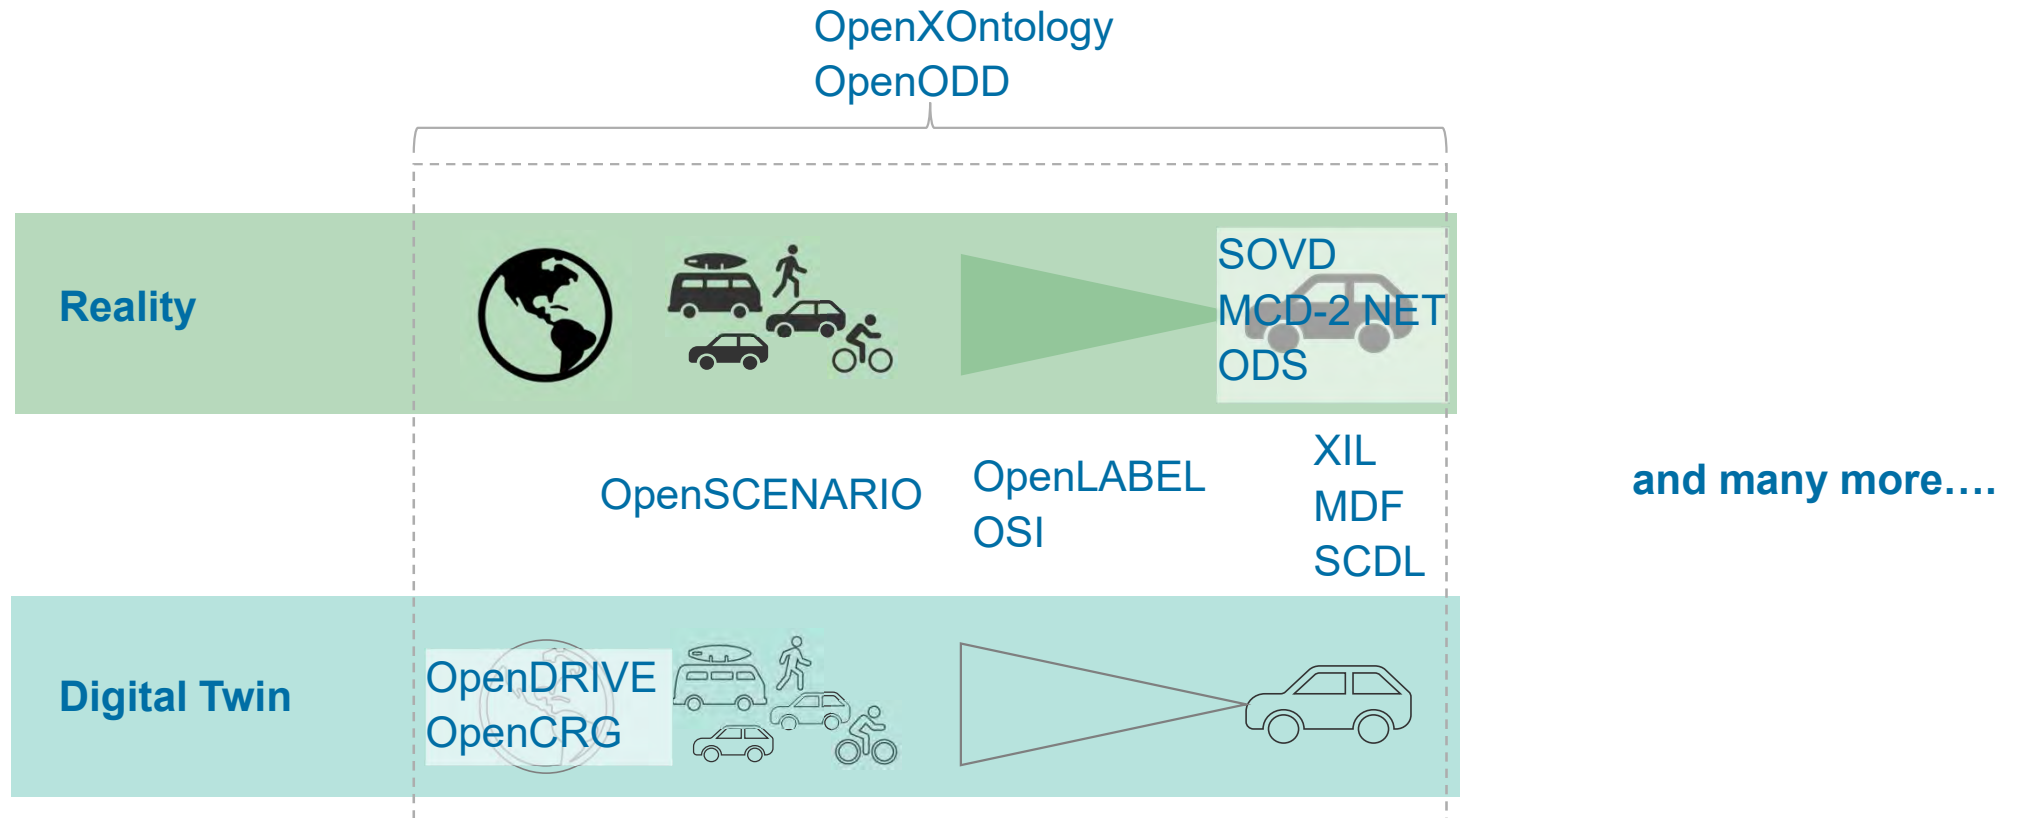 OpenXOntology
OpenODD
Reality
SOVD
MCD-2 NET
ODS
OpenSCENARIO
OpenLABEL
OSI
XIL
MDF
SCDL
and many more....
Digital Twin
OpenDRIVE
OpenCRG